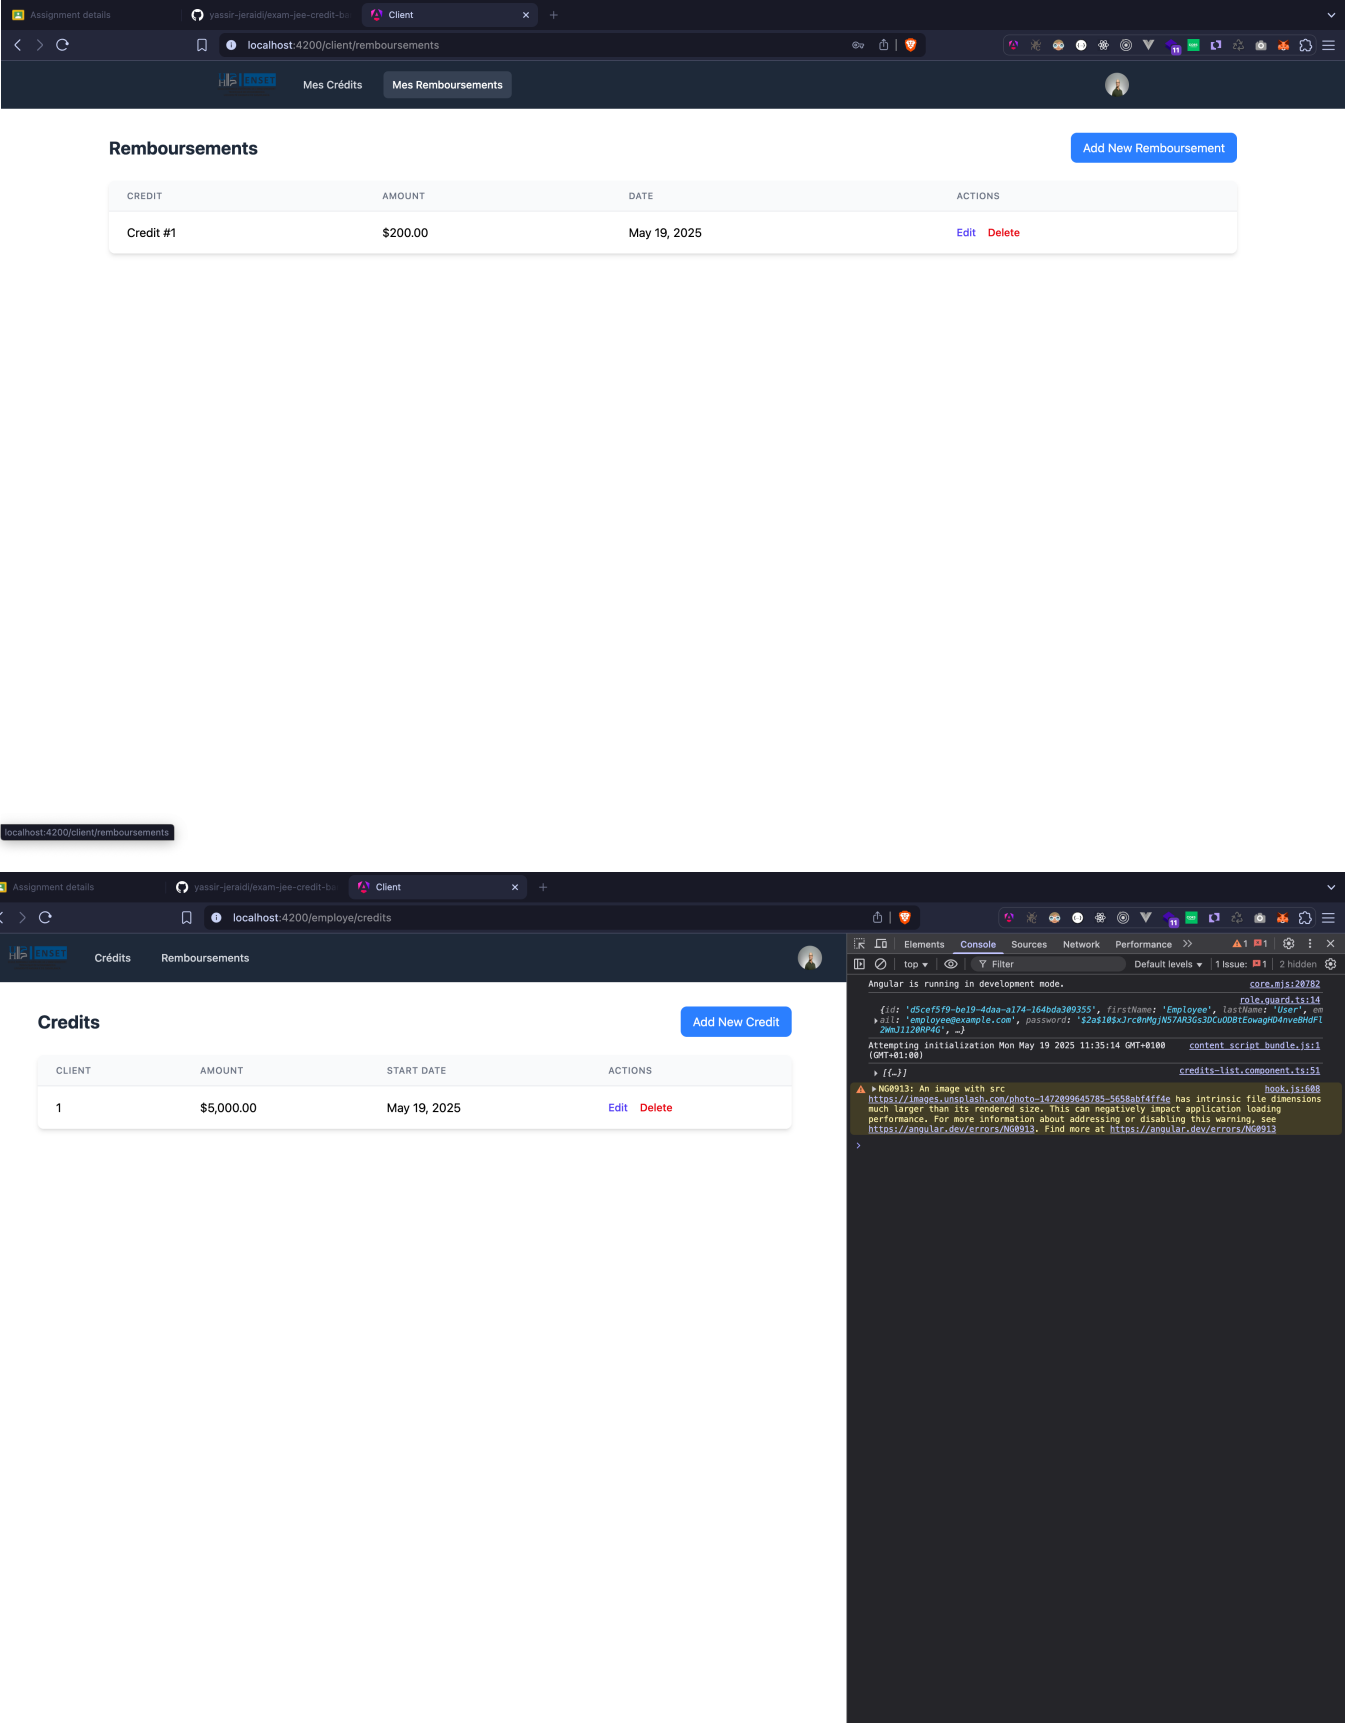 Assignment details
yassir-jeraidi/exam-jee-credit-ba
Client
localhost:4200/client/remboursements
11
ENSET
Mes Crédits
Mes Remboursements
Remboursements
Add New Remboursement
CREDIT AMOUNT DATE ACTIONS
Credit #1 $200.00 May 19, 2025 Edit Delete
localhost:4200/client/remboursements
Assignment details
yassir-jeraidi/exam-jee-credit-ba
Client
localhost:4200/employe/credits
11
ENSET
Crédits
Remboursements
Credits
Add New Credit
CLIENT AMOUNT START DATE ACTIONS
1 $5,000.00 May 19, 2025 Edit Delete
Elements Console Sources Network Performance 1 1
top Filter Default levels 1 Issue: 1 2 hidden
Angular is running in development mode. core.mjs:20782
role.guard.ts:14
{id: 'd5cef5f9-be19-4daa-a174-164bda309355', firstName: 'Employee', lastName: 'User', em
ail: 'employee@example.com', password: '$2a$10$xJrc0nMgjN57AR3Gs3DCuODBtEowagHD4nveBHdFl
2WmJ1120RP4G', …}
Attempting initialization Mon May 19 2025 11:35:14 GMT+0100 content_script_bundle.js:1
(GMT+01:00)
[{…}] credits-list.component.ts:51
NG0913: An image with src hook.js:608
https://images.unsplash.com/photo-1472099645785-5658abf4ff4e has intrinsic file dimensions
much larger than its rendered size. This can negatively impact application loading
performance. For more information about addressing or disabling this warning, see
https://angular.dev/errors/NG0913. Find more at https://angular.dev/errors/NG0913